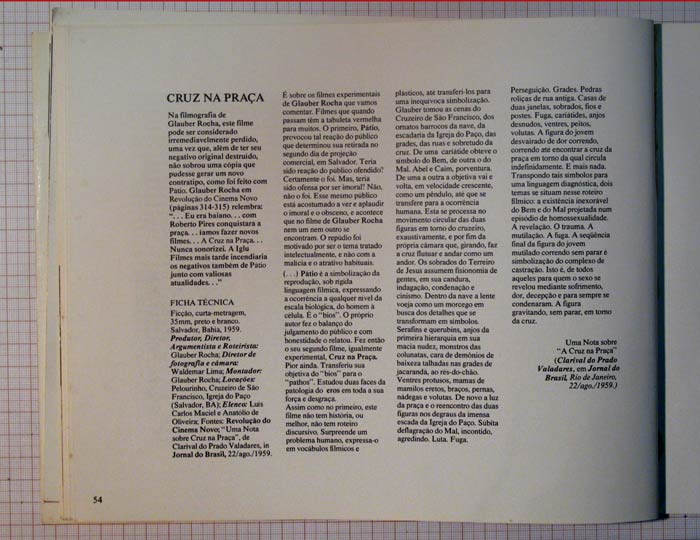 CRUZ NA PRAÇA
Na filmografia de
Glauber Rocha, este filme
pode ser considerado
irremediavelmente perdido,
uma vez que, além de ter seu
negativo original destruído,
não sobrou uma cópia que
pudesse gerar um novo
contratipo, como foi feito com
Pátio. Glauber Rocha em
Revolução do Cinema Novo
(páginas 314-315) relembra:
". . . Eu era baiano. . . com
Roberto Pires conquistara a
praça. . . íamos fazer novos
filmes. . . A Cruz na Praça. . .
Nunca sonorizei. A Iglu
Filmes mais tarde incendiaria
os negativos também de Pátio
junto com valiosas
atualidades. . ."
FICHA TÉCNICA
Ficção, curta-metragem,
35mm, preto e branco.
Salvador, Bahia, 1959.
Produtor, Diretor,
Argumentista e Roteirista:
Glauber Rocha; Diretor de
fotografia e câmara:
Waldemar Lima; Montador:
Glauber Rocha; Locações:
Pelourinho, Cruzeiro de São
Francisco, Igreja do Paço
(Salvador, BA); Elenco: Luís
Carlos Maciel e Anatólio de
Oliveira; Fontes: Revolução do
Cinema Novo; "Uma Nota
sobre Cruz na Praça", de
Clarival do Prado Valadares, in
Jornal do Brasil, 22/ago./1959.
É sobre os filmes experimentais
de Glauber Rocha que vamos
comentar. Filmes que quando
passam têm a tabuleta vermelha
para muitos. O primeiro, Pátio,
provocou tal reação do público
que determinou sua retirada no
segundo dia de projeção
comercial, em Salvador. Teria
sido reação do público ofendido?
Certamente o foi. Mas, teria
sido ofensa por ser imoral? Não,
não o foi. Esse mesmo público
está acostumado a ver e aplaudir
o imoral e o obsceno, e acontece
que no filme de Glauber Rocha
nem um nem outro se
encontram. O repúdio foi
motivado por ser o tema tratado
intelectualmente, e não com a
malícia e o atrativo habituais.
(. . .) Pátio é a simbolização da
reprodução, sob rígida
linguagem fílmica, expressando
a ocorrência a qualquer nível da
escala biológica, do homem à
célula. É o "bios". O próprio
autor fez o balanço do
julgamento do público e com
honestidade o relatou. Fez então
o seu segundo filme, igualmente
experimental, Cruz na Praça.
Pior ainda. Transferiu sua
objetiva do "bios" para o
"pathos". Estudou duas faces da
patologia do eros em toda a sua
força e desgraça.
Assim como no primeiro, este
filme não tem história, ou
melhor, não tem roteiro
discursivo. Surpreende um
problema humano, expressa-o
em vocábulos fílmicos e
plásticos, até transferi-los para
uma inequívoca simbolização.
Glauber tomou as cenas do
Cruzeiro de São Francisco, dos
ornatos barrocos da nave, da
escadaria da Igreja do Paço, das
grades, das ruas e sobretudo da
cruz. De uma cariátide obteve o
símbolo do Bem, de outra o do
Mal. Abel e Caim, porventura.
De uma a outra a objetiva vai e
volta, em velocidade crescente,
como um pêndulo, até que se
transfere para a ocorrência
humana. Esta se processa no
movimento circular das duas
figuras em torno do cruzeiro,
exaustivamente, e por fim da
própria câmara que, girando, faz
a cruz flutuar e andar como um
andor. Os sobrados do Terreiro
de Jesus assumem fisionomia de
gentes, em sua candura,
indagação, condenação e
cinismo. Dentro da nave a lente
voeja como um morcego em
busca dos detalhes que se
transformam em símbolos.
Serafins e querubins, anjos da
primeira hierarquia em sua
macia nudez, monstros das
colunatas, cara de demônios de
baixeza talhadas nas grades de
jacarandá, ao rés-do-chão.
Ventres protusos, mamas de
mamilos eretos, braços, pernas,
nádegas e volutas. De novo a luz
da praça e o reencontro das duas
figuras nos degraus da imensa
escada da Igreja do Paço. Súbita
deflagração do Mal, incontido,
agredindo. Luta. Fuga.
Perseguição. Grades. Pedras
roliças de rua antiga. Casas de
duas janelas, sobrados, fios e
postes. Fuga, cariátides, anjos
desnudos, ventres, peitos,
volutas. A figura do jovem
desvairado de dor correndo,
correndo até encontrar a cruz da
praça em torno da qual circula
indefinidamente. E mais nada.
Transpondo tais símbolos para
uma linguagem diagnóstica, dois
temas se situam nesse roteiro
fílmico: a existência inexorável
do Bem e do Mal projetada num
episódio de homossexualidade.
A revelação. O trauma. A
mutilação. A fuga. A seqüência
final da figura do jovem
mutilado correndo sem parar é
simbolização do complexo de
castração. Isto é, de todos
aqueles para quem o sexo se
revelou mediante sofrimento,
dor, decepção e para sempre se
condenaram. A figura
gravitando, sem parar, em torno
da cruz.
Uma Nota sobre
"A Cruz na Praça"
(Clarival do Prado
Valadares, em Jornal do
Brasil, Rio de Janeiro,
22/ago./1959.)
54